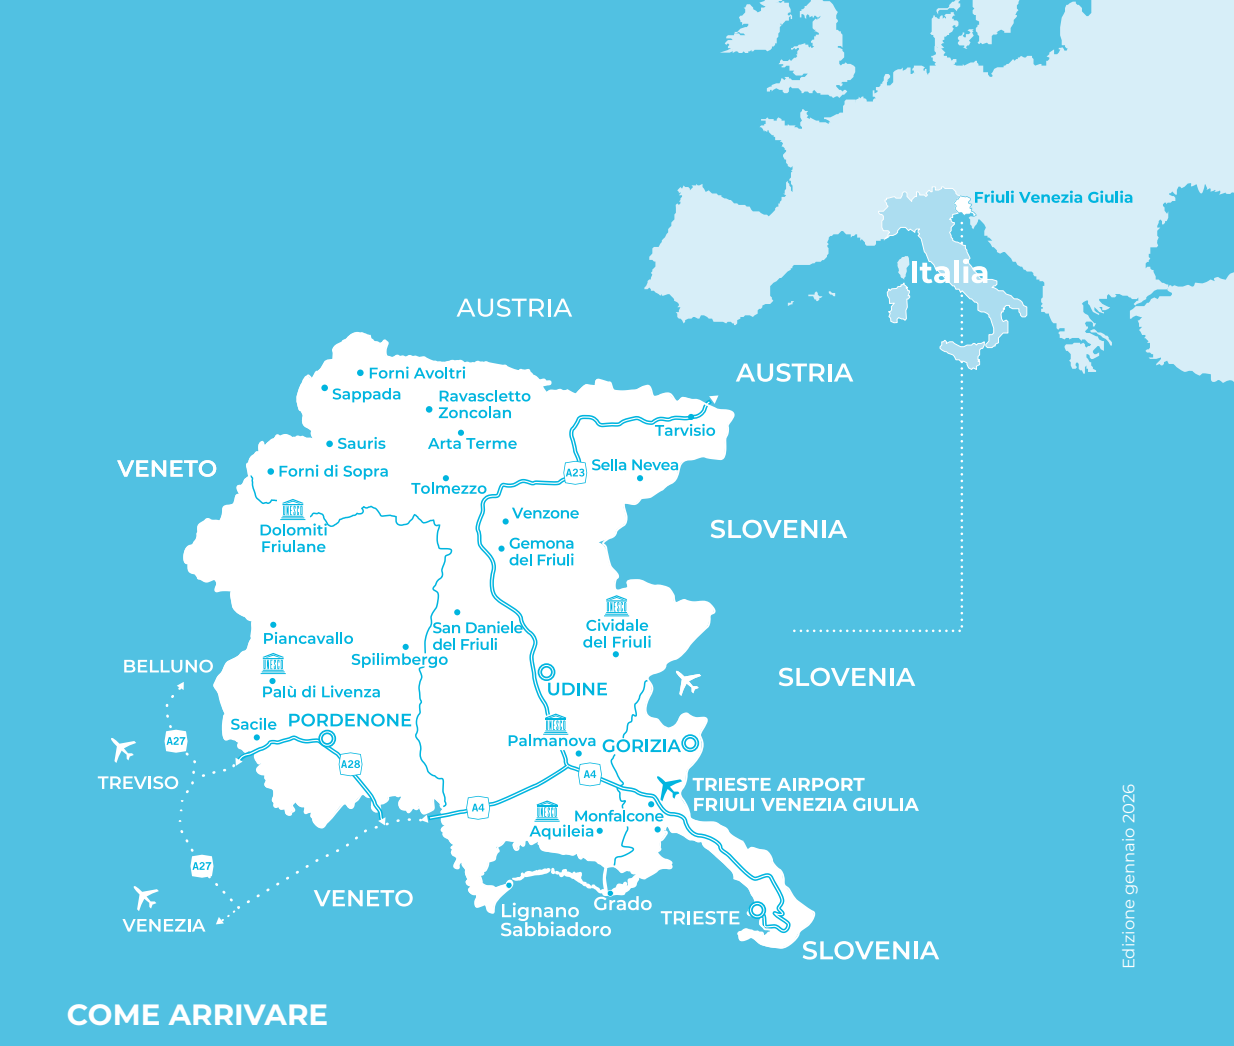 Friuli Venezia Giulia
Italia
AUSTRIA
AUSTRIA
Forni Avoltri
Sappada
Ravascletto
Zoncolan
Tarvisio
Sauris
Arta Terme
VENETO
Forni di Sopra
Sella Nevea
A23
Tolmezzo
Venzone
Dolomiti
Friulane
SLOVENIA
Gemona
del Friuli
Cividale
del Friuli
San Daniele
del Friuli
Piancavallo
Spilimbergo
BELLUNO
SLOVENIA
Palù di Livenza
UDINE
Sacile
PORDENONE
A27
Palmanova
GORIZIA
A28
A4
TREVISO
TRIESTE AIRPORT
FRIULI VENEZIA GIULIA
A4
Monfalcone
Aquileia
A27
VENETO
Grado
Lignano
Sabbiadoro
TRIESTE
VENEZIA
SLOVENIA
Edizione gennaio 2026
COME ARRIVARE